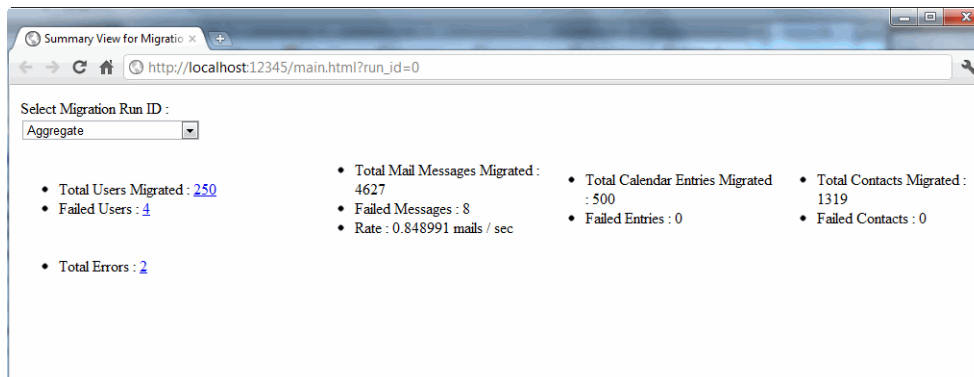 Summary View for Migratio
http://localhost:12345/main.html?run_id=0
Select Migration Run ID :
Aggregate
Total Users Migrated : 250
Failed Users : 4
Total Mail Messages Migrated :
4627
Failed Messages : 8
Rate : 0.848991 mails / sec
Total Calendar Entries Migrated
: 500
Failed Entries : 0
Total Contacts Migrated :
1319
Failed Contacts : 0
Total Errors : 2